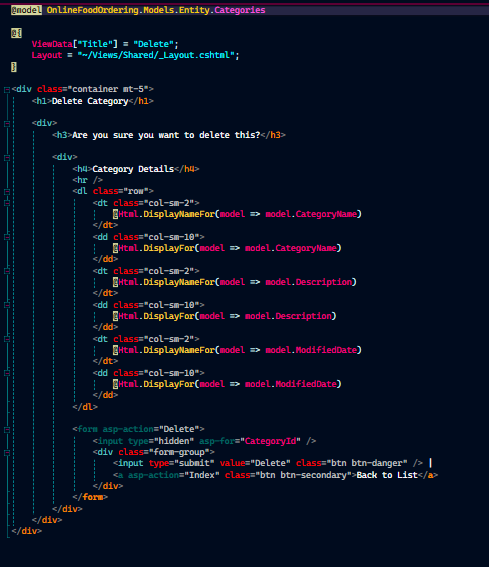 @model OnlineFoodOrdering.Models.Entity.Categories
@{
ViewData["Title"] = "Delete";
Layout = "~/Views/Shared/_Layout.cshtml";
}
<div class="container mt-5">
<h1>Delete Category</h1>
<div>
<h3>Are you sure you want to delete this?</h3>
<div>
<h4>Category Details</h4>
<hr />
<dl class="row">
<dt class="col-sm-2">
@Html.DisplayNameFor(model => model.CategoryName)
</dt>
<dd class="col-sm-10">
@Html.DisplayFor(model => model.CategoryName)
</dd>
<dt class="col-sm-2">
@Html.DisplayNameFor(model => model.Description)
</dt>
<dd class="col-sm-10">
@Html.DisplayFor(model => model.Description)
</dd>
<dt class="col-sm-2">
@Html.DisplayNameFor(model => model.ModifiedDate)
</dt>
<dd class="col-sm-10">
@Html.DisplayFor(model => model.ModifiedDate)
</dd>
</dl>
<form asp-action="Delete">
<input type="hidden" asp-for="CategoryId" />
<div class="form-group">
<input type="submit" value="Delete" class="btn btn-danger" /> |
<a asp-action="Index" class="btn btn-secondary">Back to List</a>
</div>
</form>
</div>
</div>
</div>